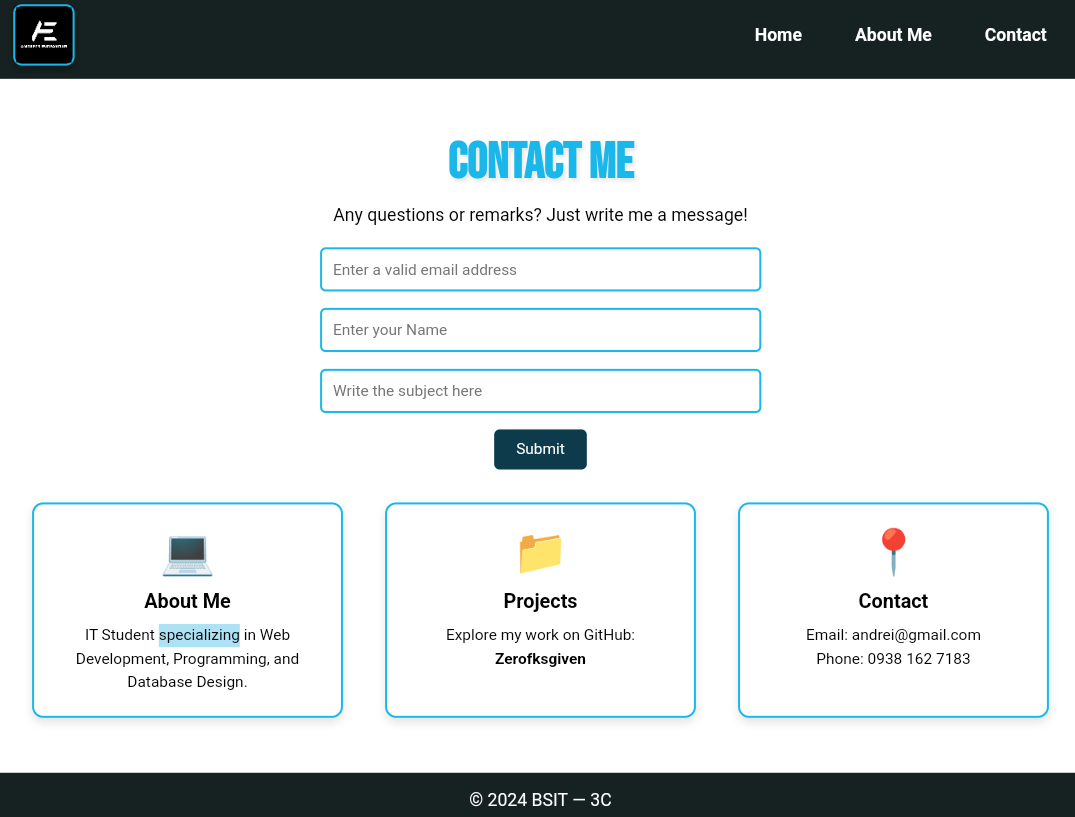 Home About Me Contact
CONTACT ME
Any questions or remarks? Just write me a message!
Enter a valid email address
Enter your Name
Write the subject here
Submit
About Me
IT Student specializing in Web
Development, Programming, and
Database Design.
Projects
Explore my work on GitHub:
Zerofksgiven
Contact
Email: andrei@gmail.com
Phone: 0938 162 7183
© 2024 BSIT — 3C